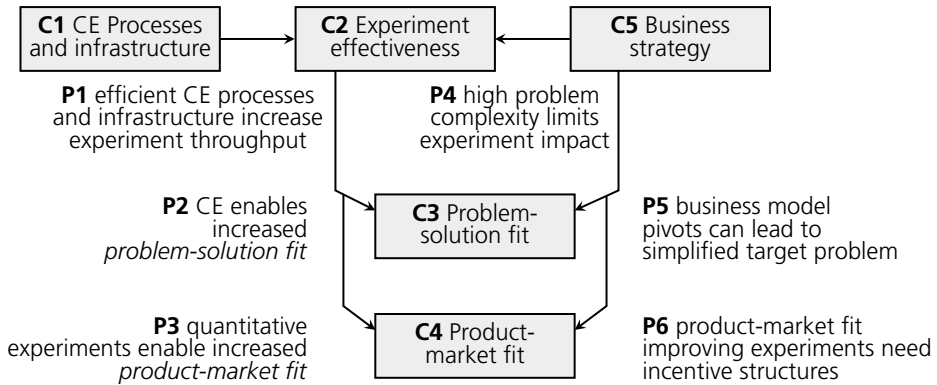 C1 CE Processes
and infrastructure
C2 Experiment
effectiveness
C5 Business
strategy
P1 efficient CE processes
and infrastructure increase
experiment throughput
P4 high problem
complexity limits
experiment impact
P2 CE enables
increased
problem-solution fit
C3 Problem-
solution fit
P5 business model
pivots can lead to
simplified target problem
P3 quantitative
experiments enable increased
product-market fit
C4 Product-
market fit
P6 product-market fit
improving experiments need
incentive structures